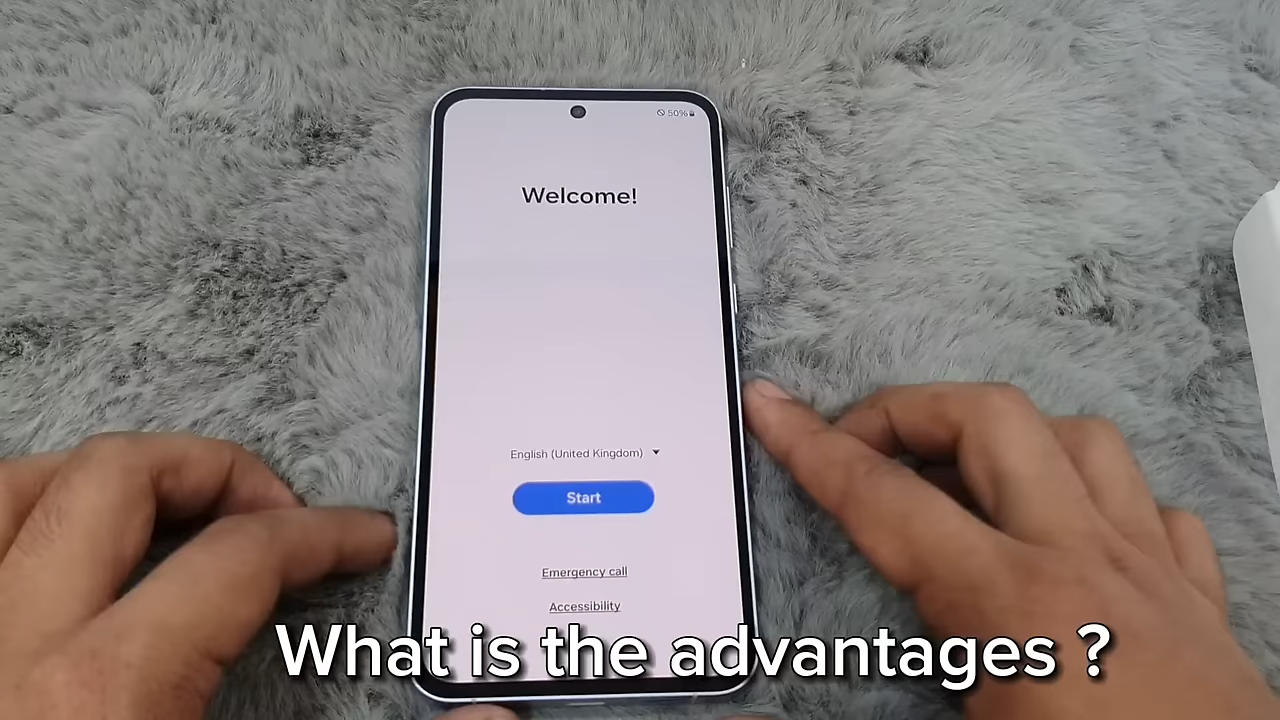 50%
Welcome!
English (United Kingdom)
Start
Emergency call
Accessibility
What is the advantages ?